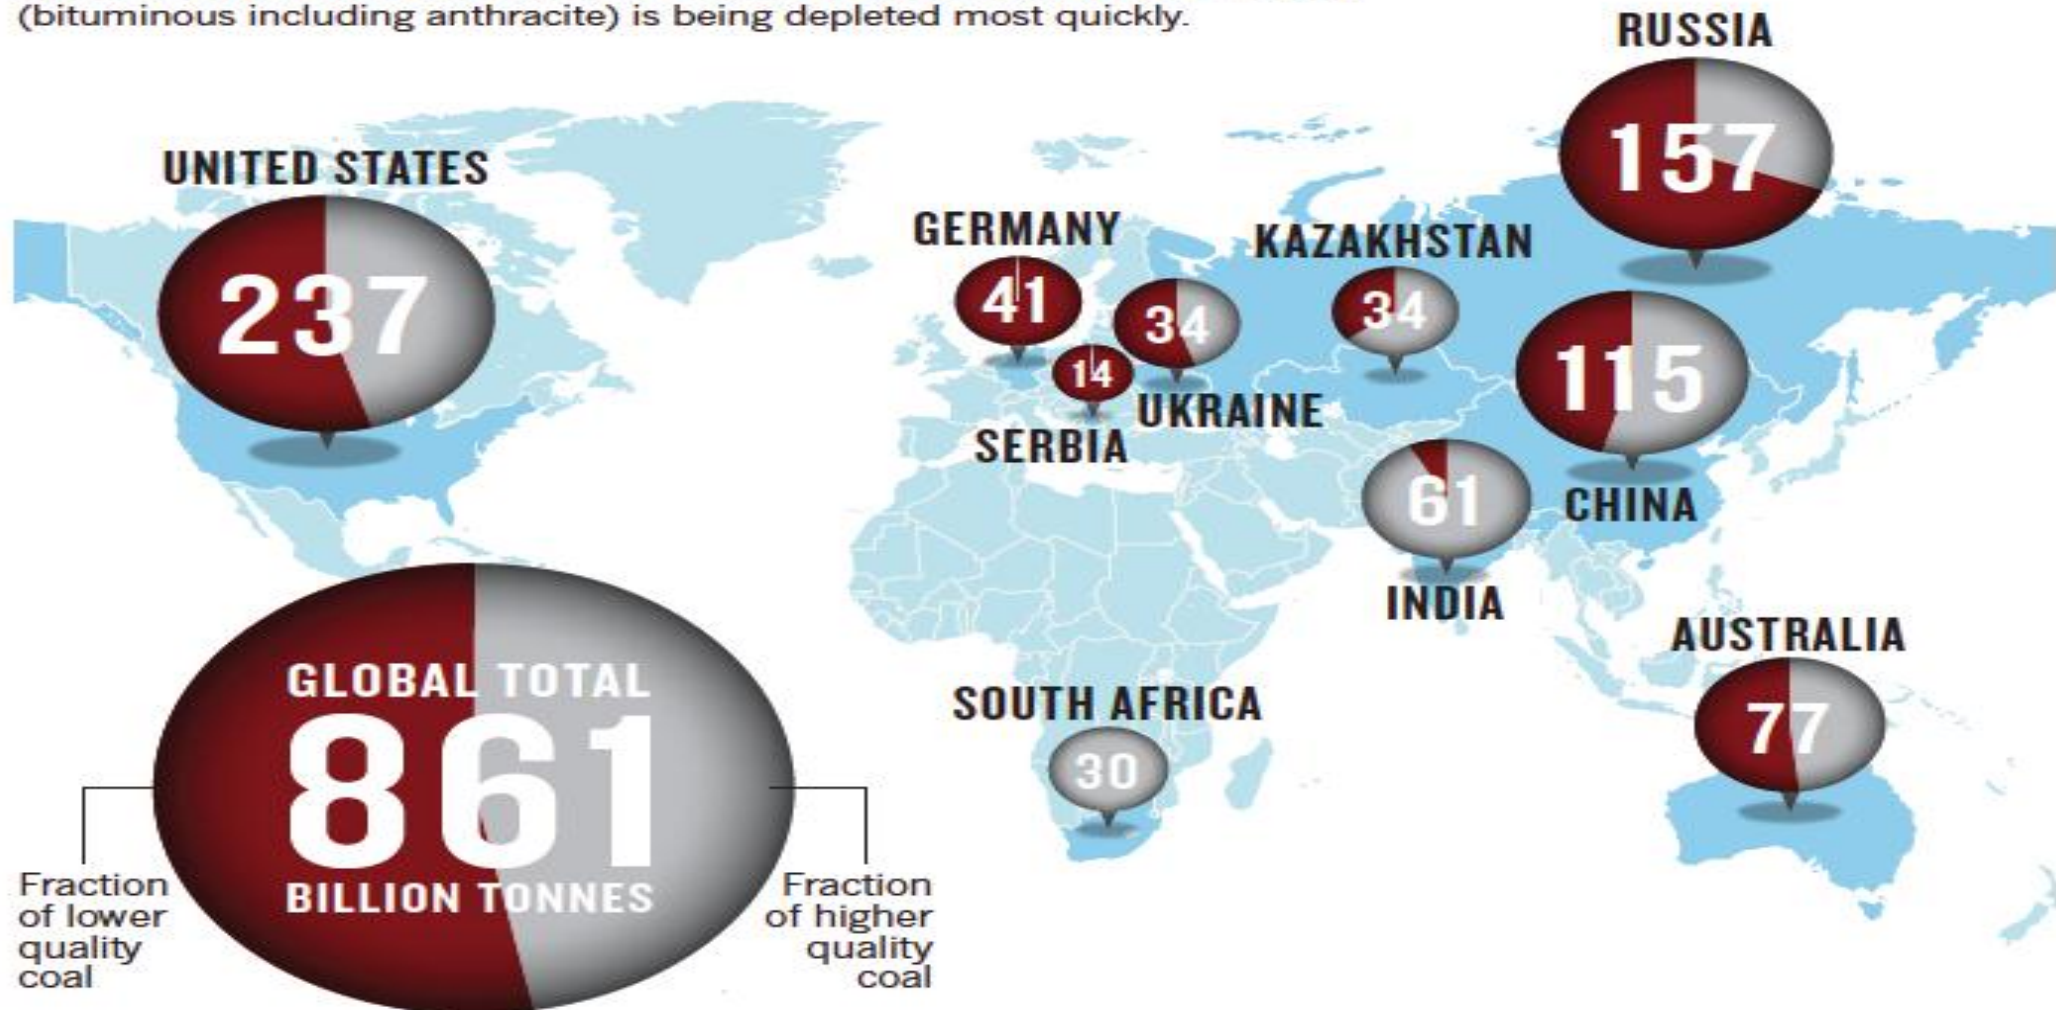 (bituminous including anthracite) is being depleted most quickly.
RUSSIA
157
UNITED STATES
237
GERMANY
41
KAZAKHSTAN
34
34
UKRAINE
14
SERBIA
115
CHINA
61
INDIA
AUSTRALIA
77
SOUTH AFRICA
30
GLOBAL TOTAL
861
BILLION TONNES
Fraction
of lower
quality
coal
Fraction
of higher
quality
coal